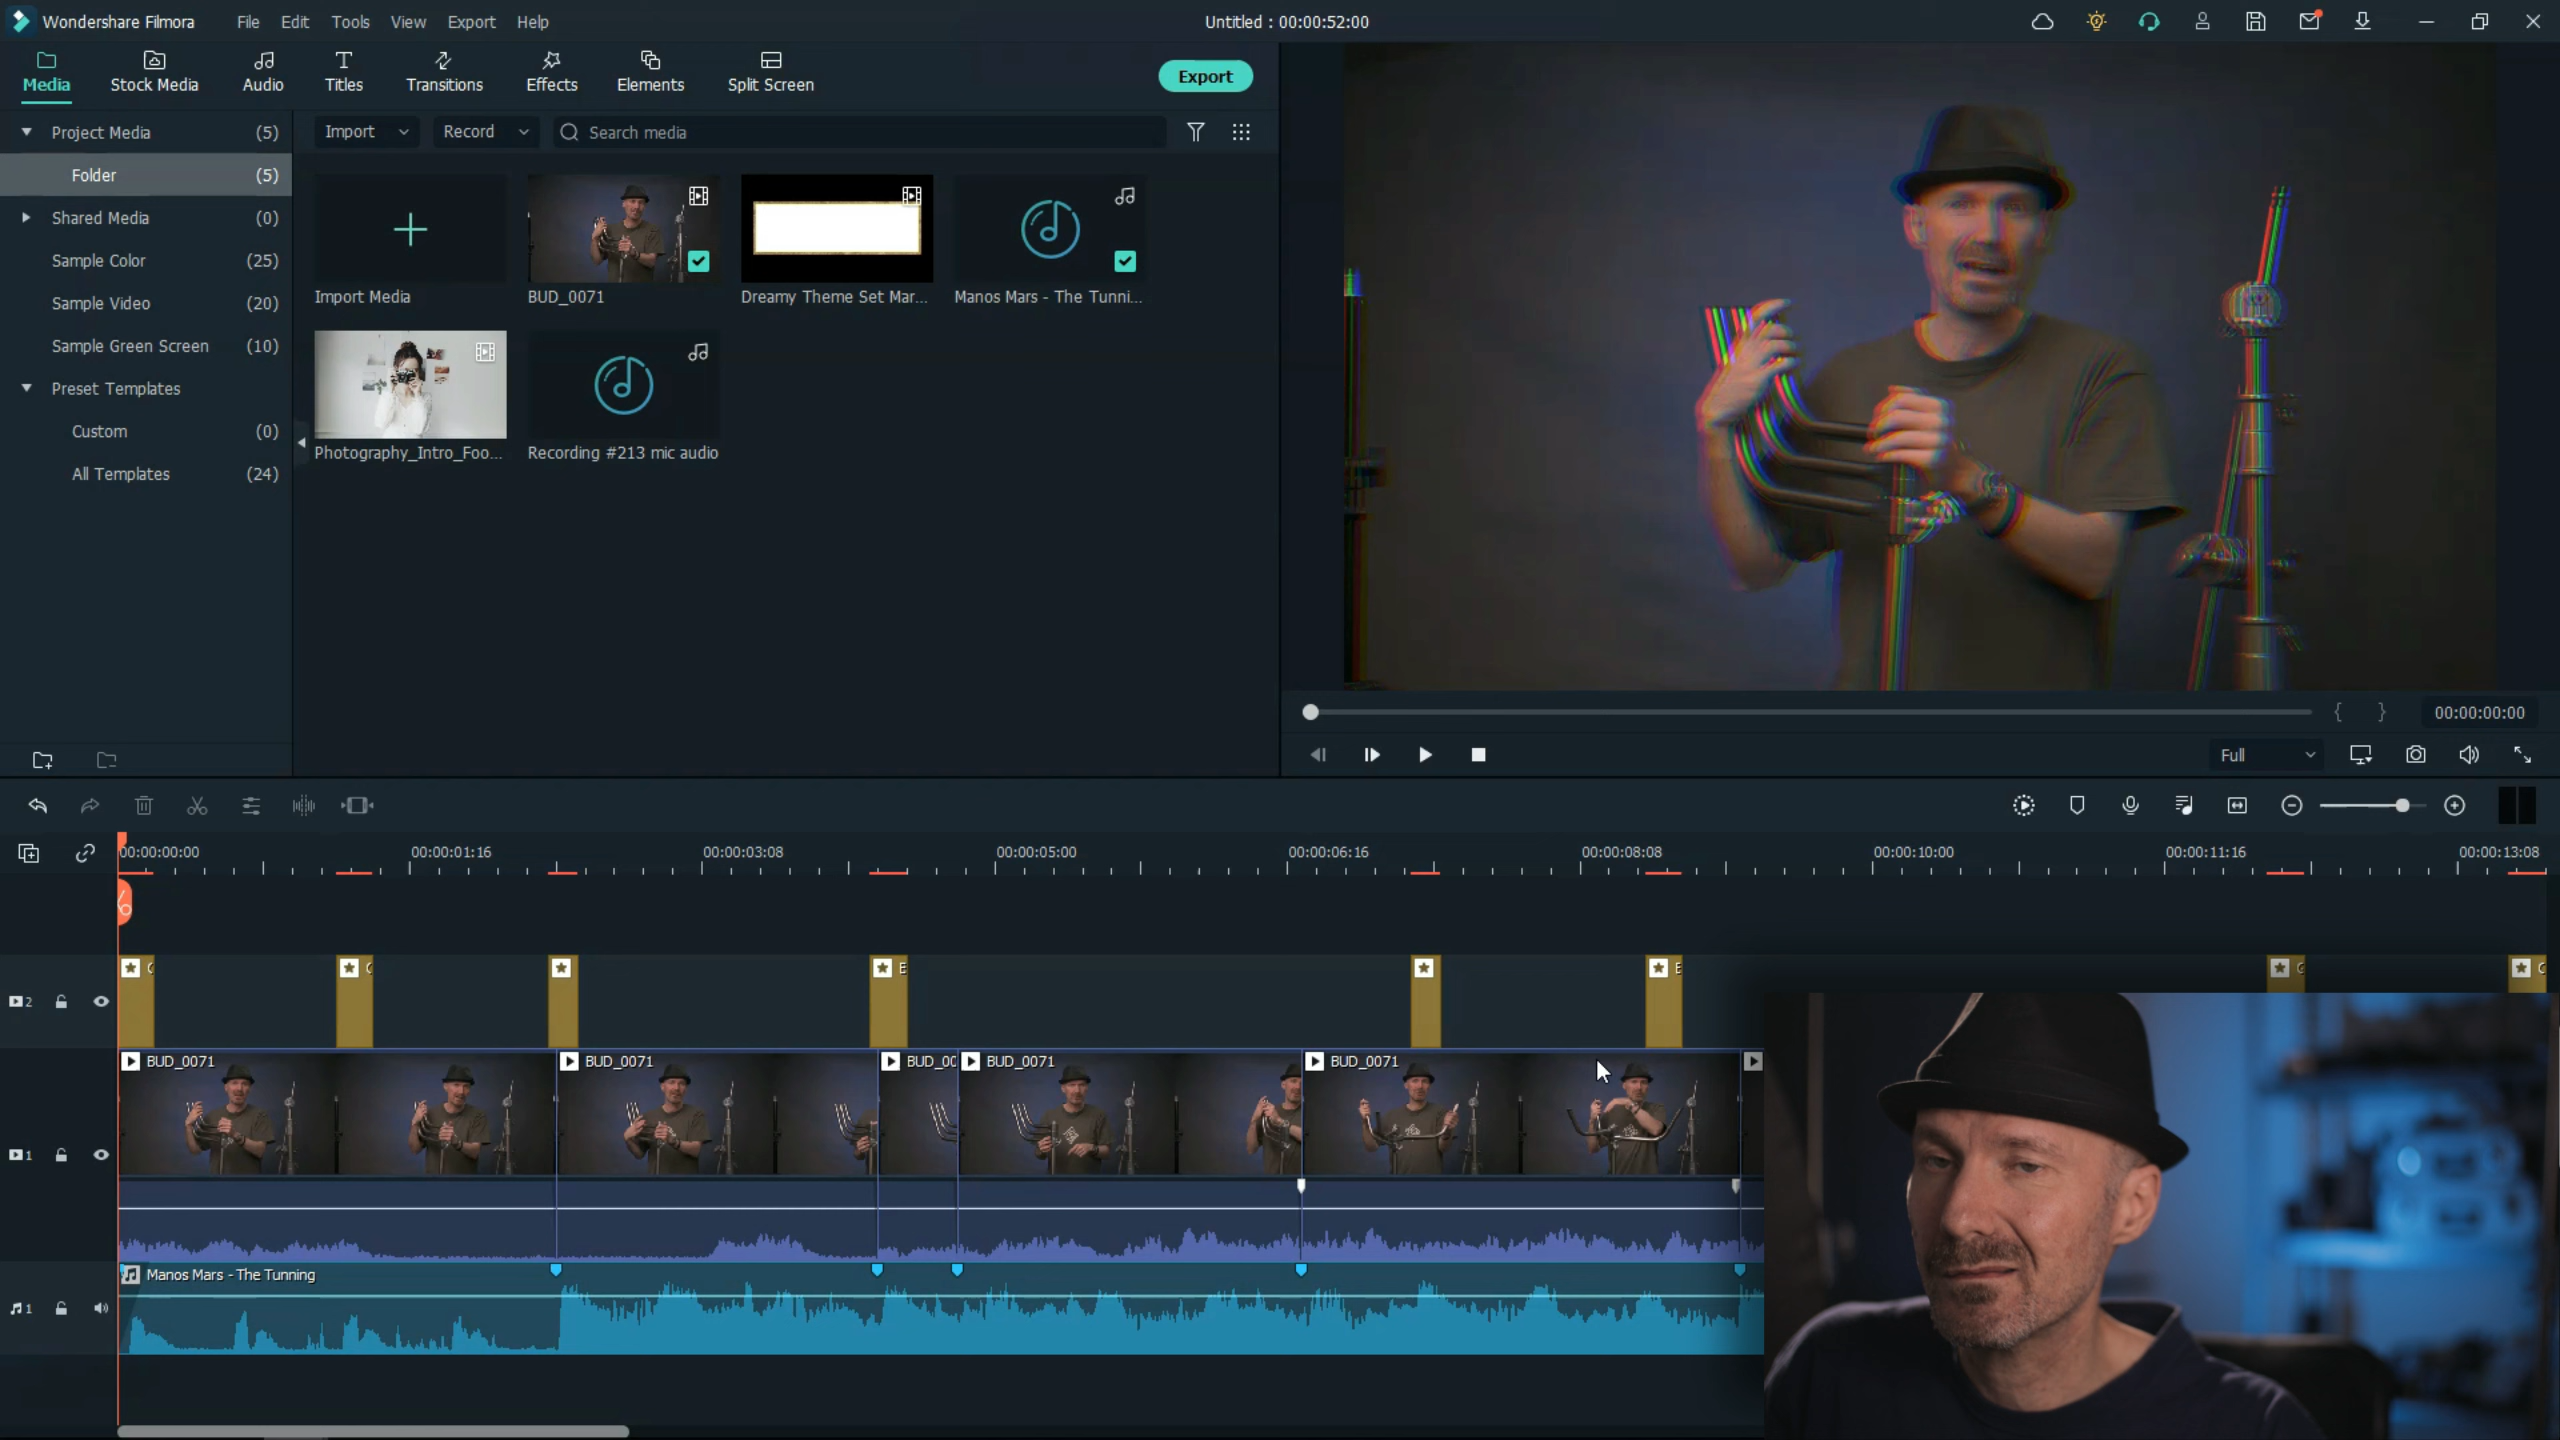 Wondershare Filmora File Edit Tools View Export Help Untitled : 00:00:52:00
Media Stock Media Audio Titles Transitions Effects Elements Split Screen Export
Project Media (5)
Folder (5)
Shared Media (0)
Sample Color (25)
Sample Video (20)
Sample Green Screen (10)
Preset Templates
Custom (0)
All Templates (24)
Import Record Search media
Import Media BUD_0071 Dreamy Theme Set Mar... Manos Mars - The Tunni...
Photography_Intro_Foo... Recording #213 mic audio
{ } 00:00:00:00
Full
00:00:00:00 00:00:01:16 00:00:03:08 00:00:05:00 00:00:06:16 00:00:08:08 00:00:10:00 00:00:11:16 00:00:13:08
2
E E
BUD_0071 BUD_0071 BUD_00 BUD_0071 BUD_0071
1
Manos Mars - The Tunning
1